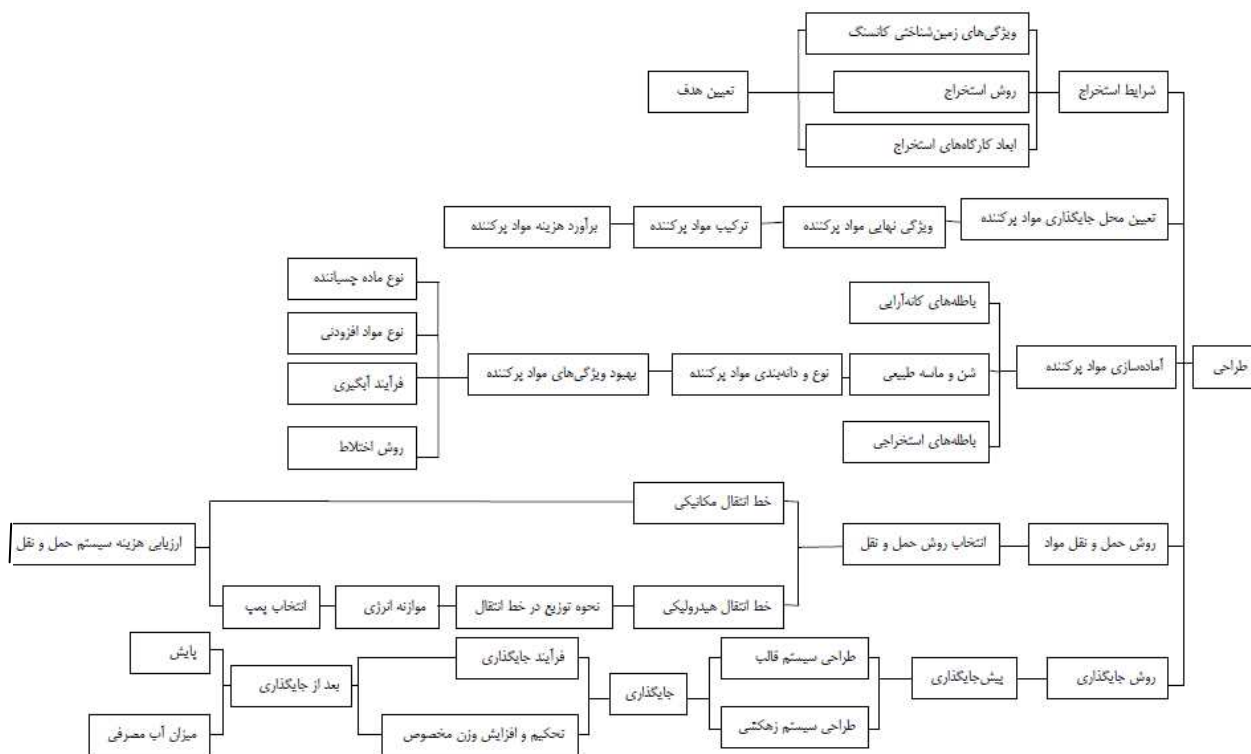 طراحی
شرایط استخراج
ویژگی‌های زمین‌شناختی کانسنگ
روش استخراج
ابعاد کارگاه‌های استخراج
تعیین هدف
تعیین محل جایگذاری مواد پرکننده
ویژگی نهایی مواد پرکننده
ترکیب مواد پرکننده
برآورد هزینه مواد پرکننده
آماده‌سازی مواد پرکننده
باطله‌های کانه‌آرایی
شن و ماسه طبیعی
باطله‌های استخراجی
نوع و دانه‌بندی مواد پرکننده
بهبود ویژگی‌های مواد پرکننده
نوع ماده چسباننده
نوع مواد افزودنی
فرآیند آبگیری
روش اختلاط
روش حمل و نقل مواد
انتخاب روش حمل و نقل
خط انتقال مکانیکی
خط انتقال هیدرولیکی
نحوه توزیع در خط انتقال
موازنه انرژی
انتخاب پمپ
ارزیابی هزینه سیستم حمل و نقل
روش جایگذاری
پیش‌جایگذاری
طراحی سیستم قالب
طراحی سیستم زهکشی
جایگذاری
فرآیند جایگذاری
تحکیم و افزایش وزن مخصوص
بعد از جایگذاری
پایش
میزان آب مصرفی